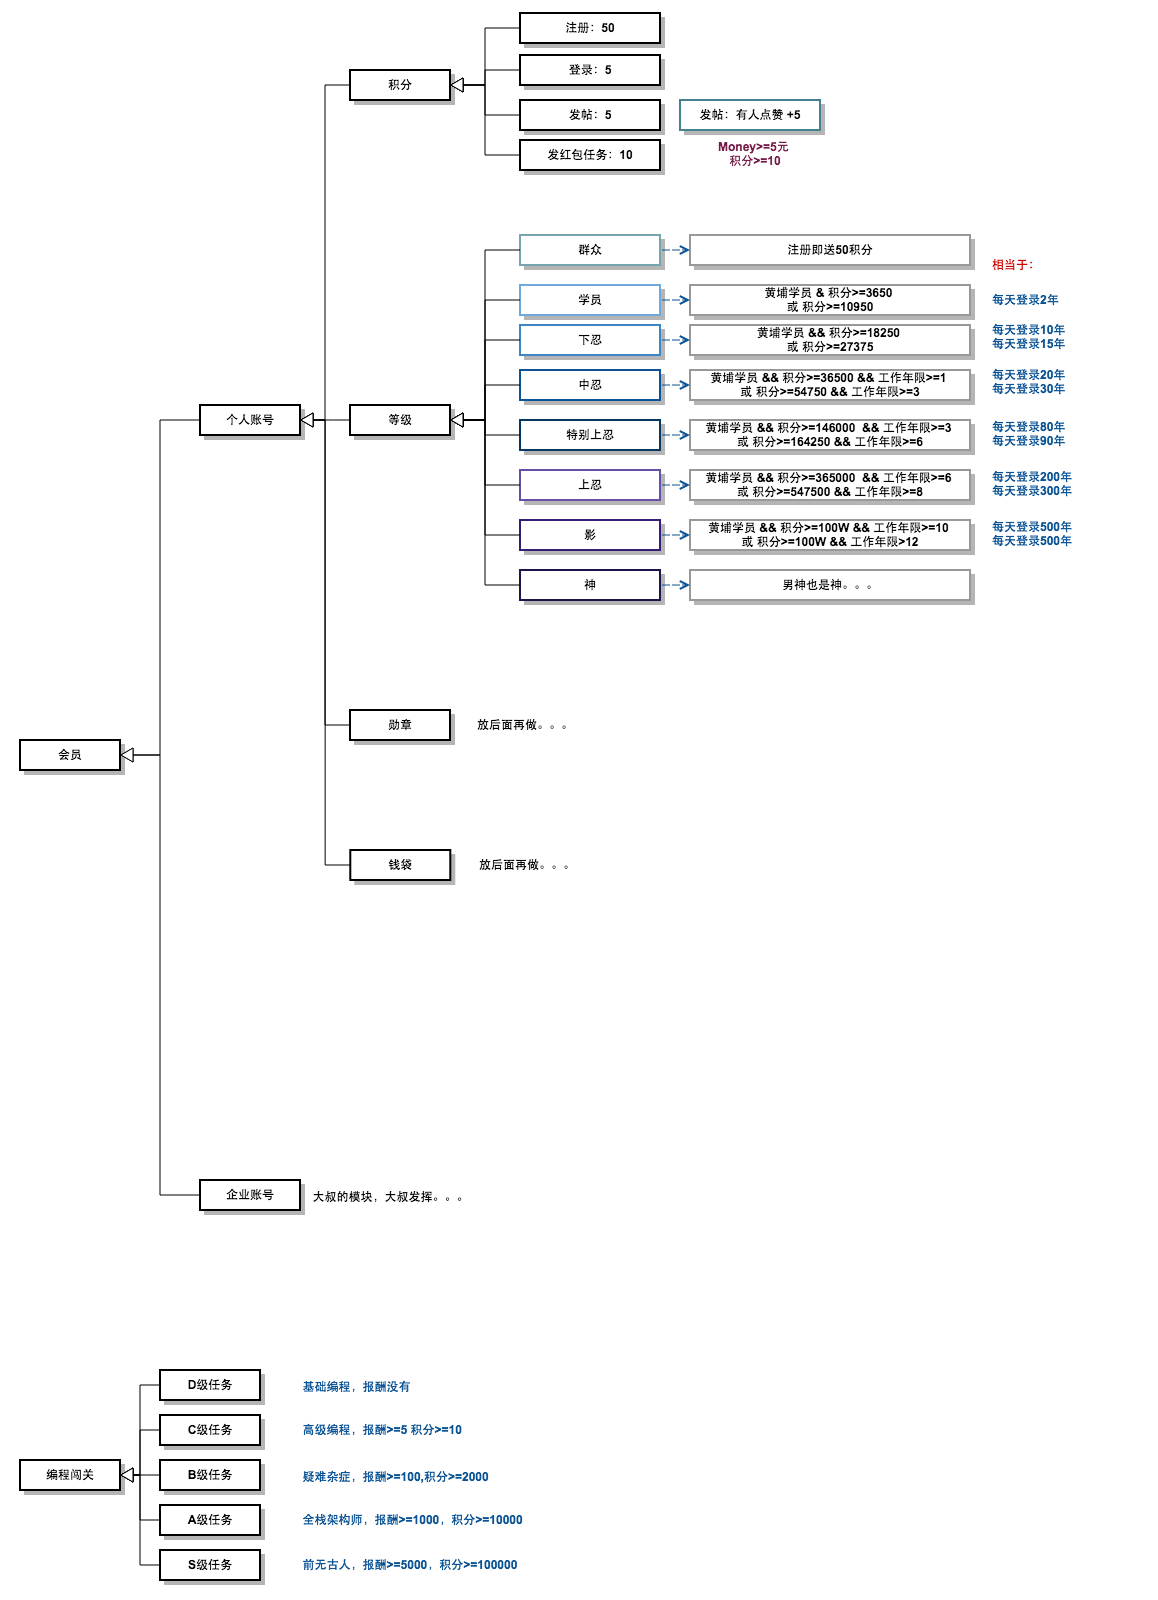 注册：50
登录：5
积分
发帖：5
发帖：有人点赞 +5
发红包任务：10
Money>=5元
积分>=10
群众
注册即送50积分
相当于：
学员
黄埔学员 & 积分>=3650
或 积分>=10950
每天登录2年
下忍
黄埔学员 && 积分>=18250
或 积分>=27375
每天登录10年
每天登录15年
中忍
黄埔学员 && 积分>=36500 && 工作年限>=1
或 积分>=54750 && 工作年限>=3
每天登录20年
每天登录30年
个人账号
等级
特别上忍
黄埔学员 && 积分>=146000  && 工作年限>=3
或 积分>=164250 && 工作年限>=6
每天登录80年
每天登录90年
上忍
黄埔学员 && 积分>=365000  && 工作年限>=6
或 积分>=547500 && 工作年限>=8
每天登录200年
每天登录300年
影
黄埔学员 && 积分>=100W && 工作年限>=10
或 积分>=100W && 工作年限>12
每天登录500年
每天登录500年
神
男神也是神。。。
勋章
放后面再做。。。
会员
钱袋
放后面再做。。。
企业账号
大叔的模块，大叔发挥。。。
D级任务
基础编程，报酬没有
C级任务
高级编程，报酬>=5 积分>=10
编程闯关
B级任务
疑难杂症，报酬>=100,积分>=2000
A级任务
全栈架构师，报酬>=1000，积分>=10000
S级任务
前无古人，报酬>=5000，积分>=100000